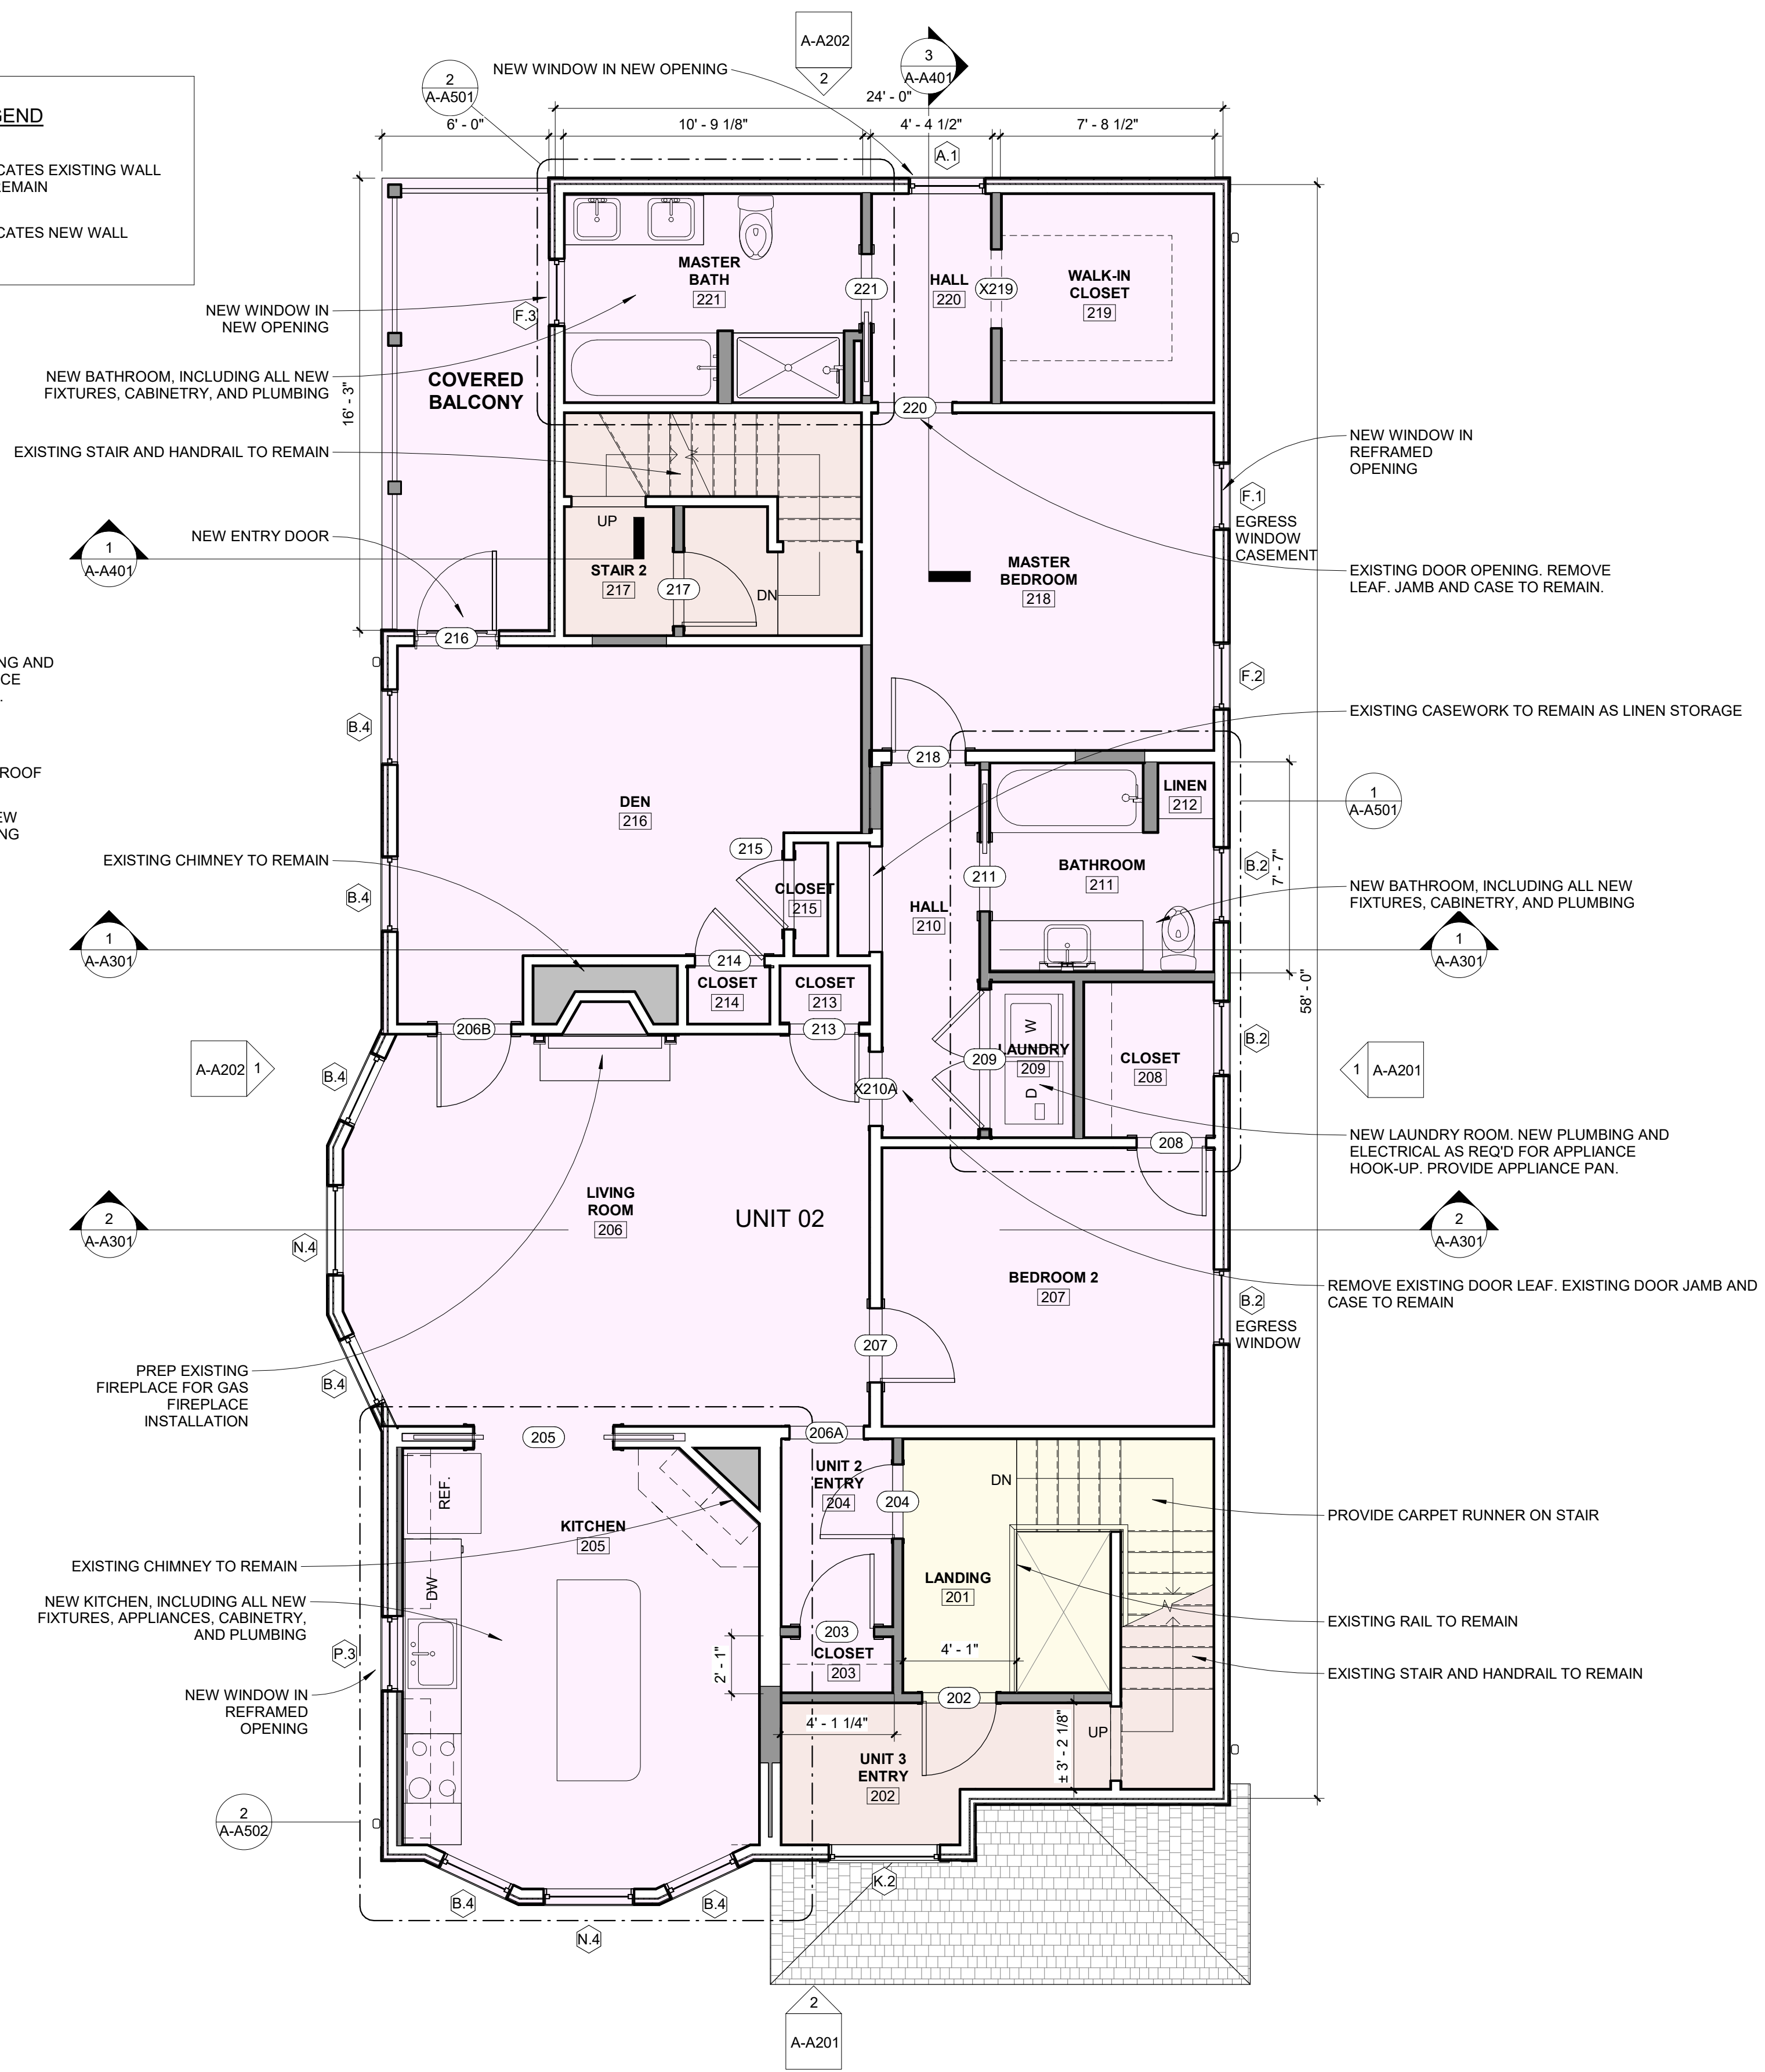 A-A202
2
3
A-A401
2
A-A501
NEW WINDOW IN NEW OPENING
24' - 0"
6' - 0"
10' - 9 1/8"
4' - 4 1/2"
7' - 8 1/2"
A.1
EXISTING WALL
NEW WALL
MASTER
BATH
221
221
HALL
220
X219
WALK-IN
CLOSET
219
NEW WINDOW IN
NEW OPENING
F.3
NEW BATHROOM, INCLUDING ALL NEW
FIXTURES, CABINETRY, AND PLUMBING
COVERED
BALCONY
16' - 3"
220
EXISTING STAIR AND HANDRAIL TO REMAIN
NEW WINDOW IN
REFRAMED
OPENING
F.1
EGRESS
WINDOW
CASEMENT
UP
NEW ENTRY DOOR
1
A-A401
STAIR 2
217
217
DN
MASTER
BEDROOM
218
EXISTING DOOR OPENING. REMOVE
LEAF. JAMB AND CASE TO REMAIN.
216
AND
F.2
EXISTING CASEWORK TO REMAIN AS LINEN STORAGE
B.4
218
ROOF
DEN
216
LINEN
212
1
A-A501
215
EXISTING CHIMNEY TO REMAIN
CLOSET
215
211
BATHROOM
211
B.2
7' - 7"
B.4
HALL
210
NEW BATHROOM, INCLUDING ALL NEW
FIXTURES, CABINETRY, AND PLUMBING
1
A-A301
1
A-A301
214
CLOSET
214
CLOSET
213
58' - 0"
206B
213
W
B.2
A-A202
1
B.4
209
LAUNDRY
209
CLOSET
208
1
A-A201
X210A
D
208
NEW LAUNDRY ROOM. NEW PLUMBING AND
ELECTRICAL AS REQ'D FOR APPLIANCE
HOOK-UP. PROVIDE APPLIANCE PAN.
LIVING
ROOM
206
UNIT 02
2
A-A301
2
A-A301
N.4
BEDROOM 2
207
REMOVE EXISTING DOOR LEAF. EXISTING DOOR JAMB AND
CASE TO REMAIN
B.2
EGRESS
WINDOW
207
PREP EXISTING
FIREPLACE FOR GAS
FIREPLACE
INSTALLATION
B.4
205
206A
UNIT 2
ENTRY
204
204
DN
REF.
PROVIDE CARPET RUNNER ON STAIR
KITCHEN
205
EXISTING CHIMNEY TO REMAIN
DW
LANDING
201
NEW KITCHEN, INCLUDING ALL NEW
FIXTURES, APPLIANCES, CABINETRY,
AND PLUMBING
203
CLOSET
203
EXISTING RAIL TO REMAIN
P.3
2' - 1"
4' - 1"
EXISTING STAIR AND HANDRAIL TO REMAIN
NEW WINDOW IN
REFRAMED
OPENING
202
4' - 1 1/4"
± 3' - 2 1/8"
UP
UNIT 3
ENTRY
202
2
A-A502
K.2
B.4
B.4
N.4
2
A-A201